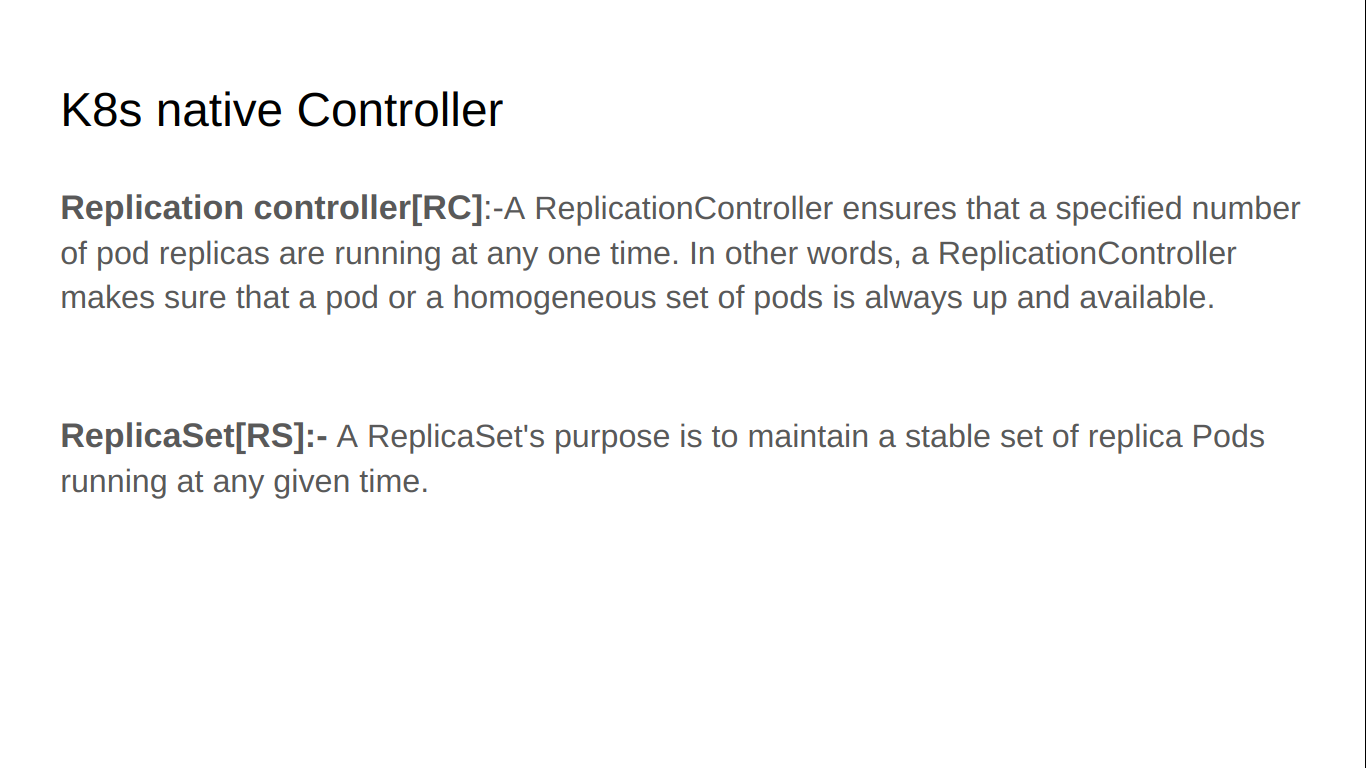 K8s native Controller
Replication controller[RC]:-A ReplicationController ensures that a specified number
of pod replicas are running at any one time. In other words, a ReplicationController
makes sure that a pod or a homogeneous set of pods is always up and available.
ReplicaSet[RS]:- A ReplicaSet's purpose is to maintain a stable set of replica Pods
running at any given time.